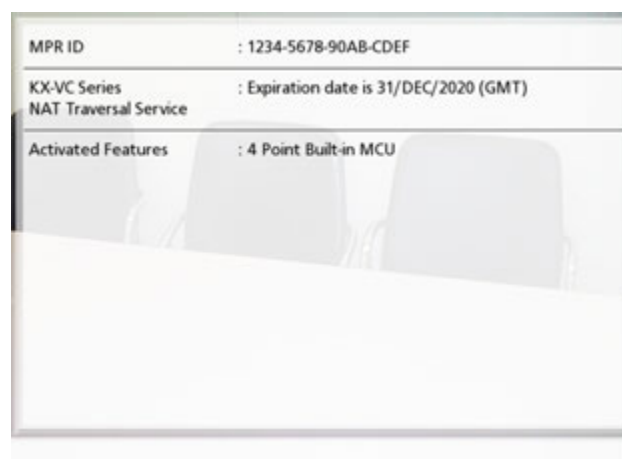 MPR ID : 1234-5678-90AB-CDEF
KX-VC Series : Expiration date is 31/DEC/2020 (GMT)
NAT Traversal Service
Activated Features : 4 Point Built-in MCU